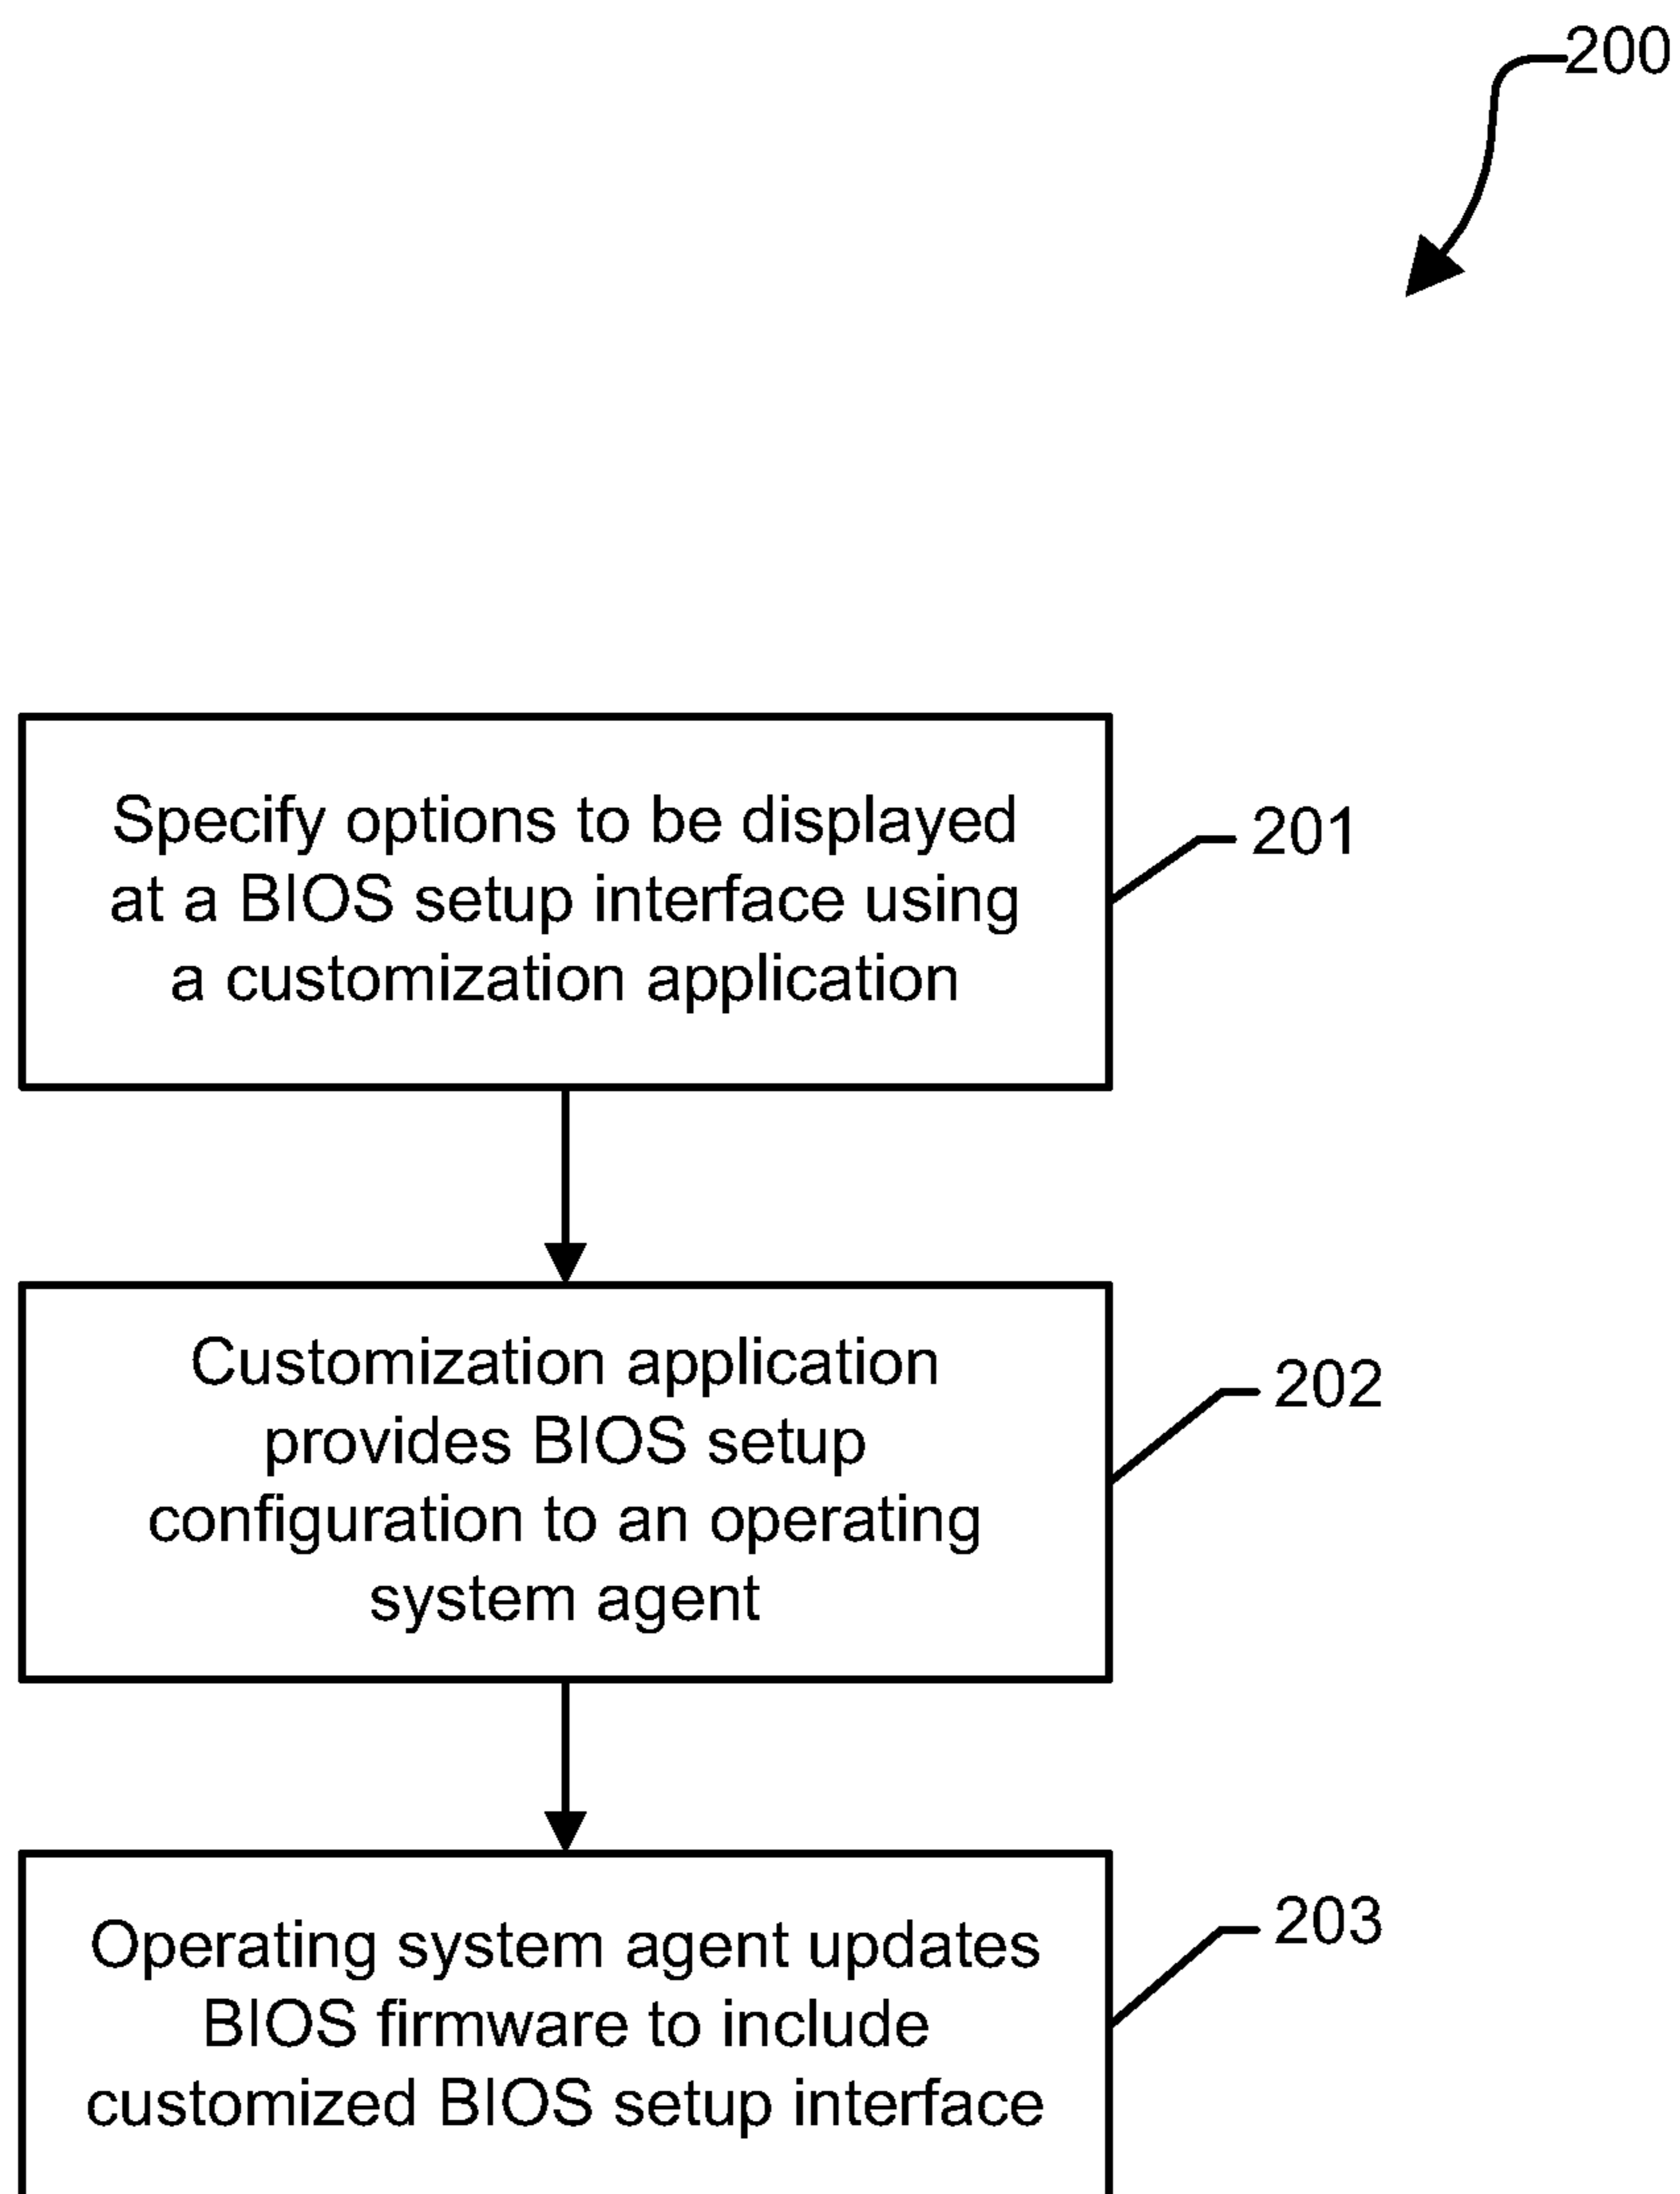 200
Specify options to be displayed
at a BIOS setup interface using
a customization application
201
Customization application
provides BIOS setup
configuration to an operating
system agent
202
Operating system agent updates
BIOS firmware to include
customized BIOS setup interface
203